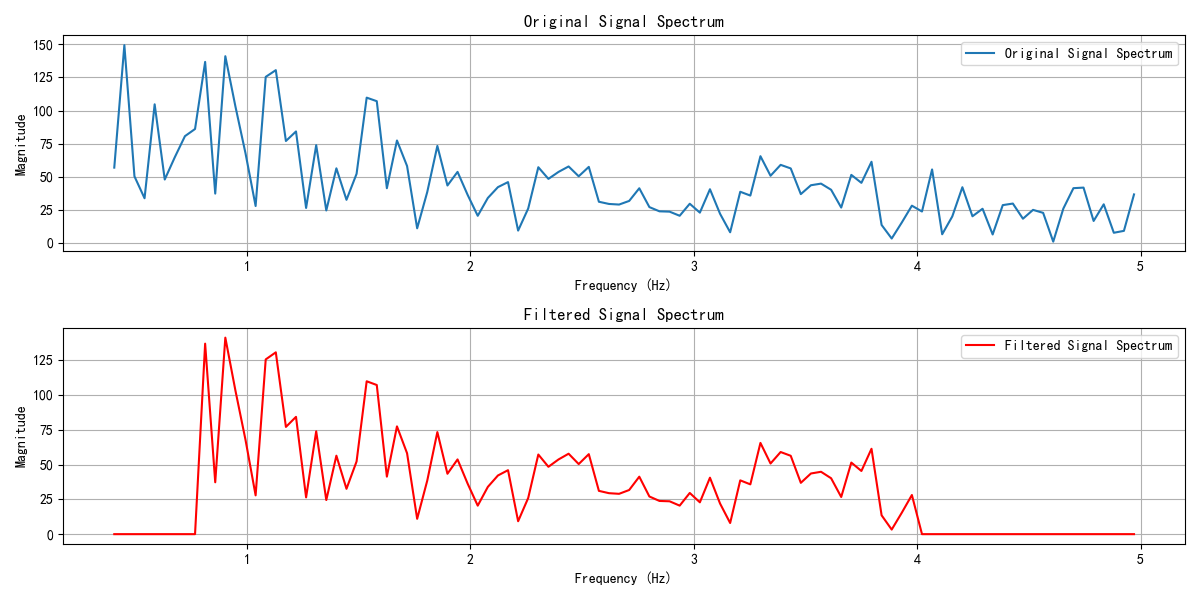 Original Signal Spectrum
Original Signal Spectrum
Magnitude
150
125
100
75
50
25
0
1 2 3 4 5
Frequency (Hz)
Filtered Signal Spectrum
Filtered Signal Spectrum
Magnitude
125
100
75
50
25
0
1 2 3 4 5
Frequency (Hz)